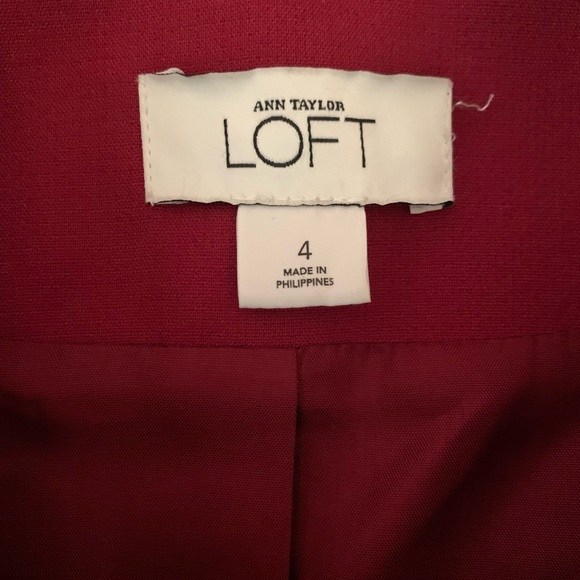 ANN TAYLOR
LOFT
4
MADE IN
PHILIPPINES